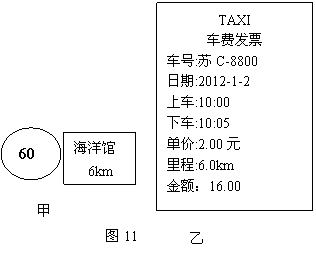 TAXI
车费发票
车号:苏 C-8800
日期:2012-1-2
上车:10:00
下车:10:05
单价:2.00 元
里程:6.0km
金额：16.00
60
海洋馆
6km
甲
图 11
乙